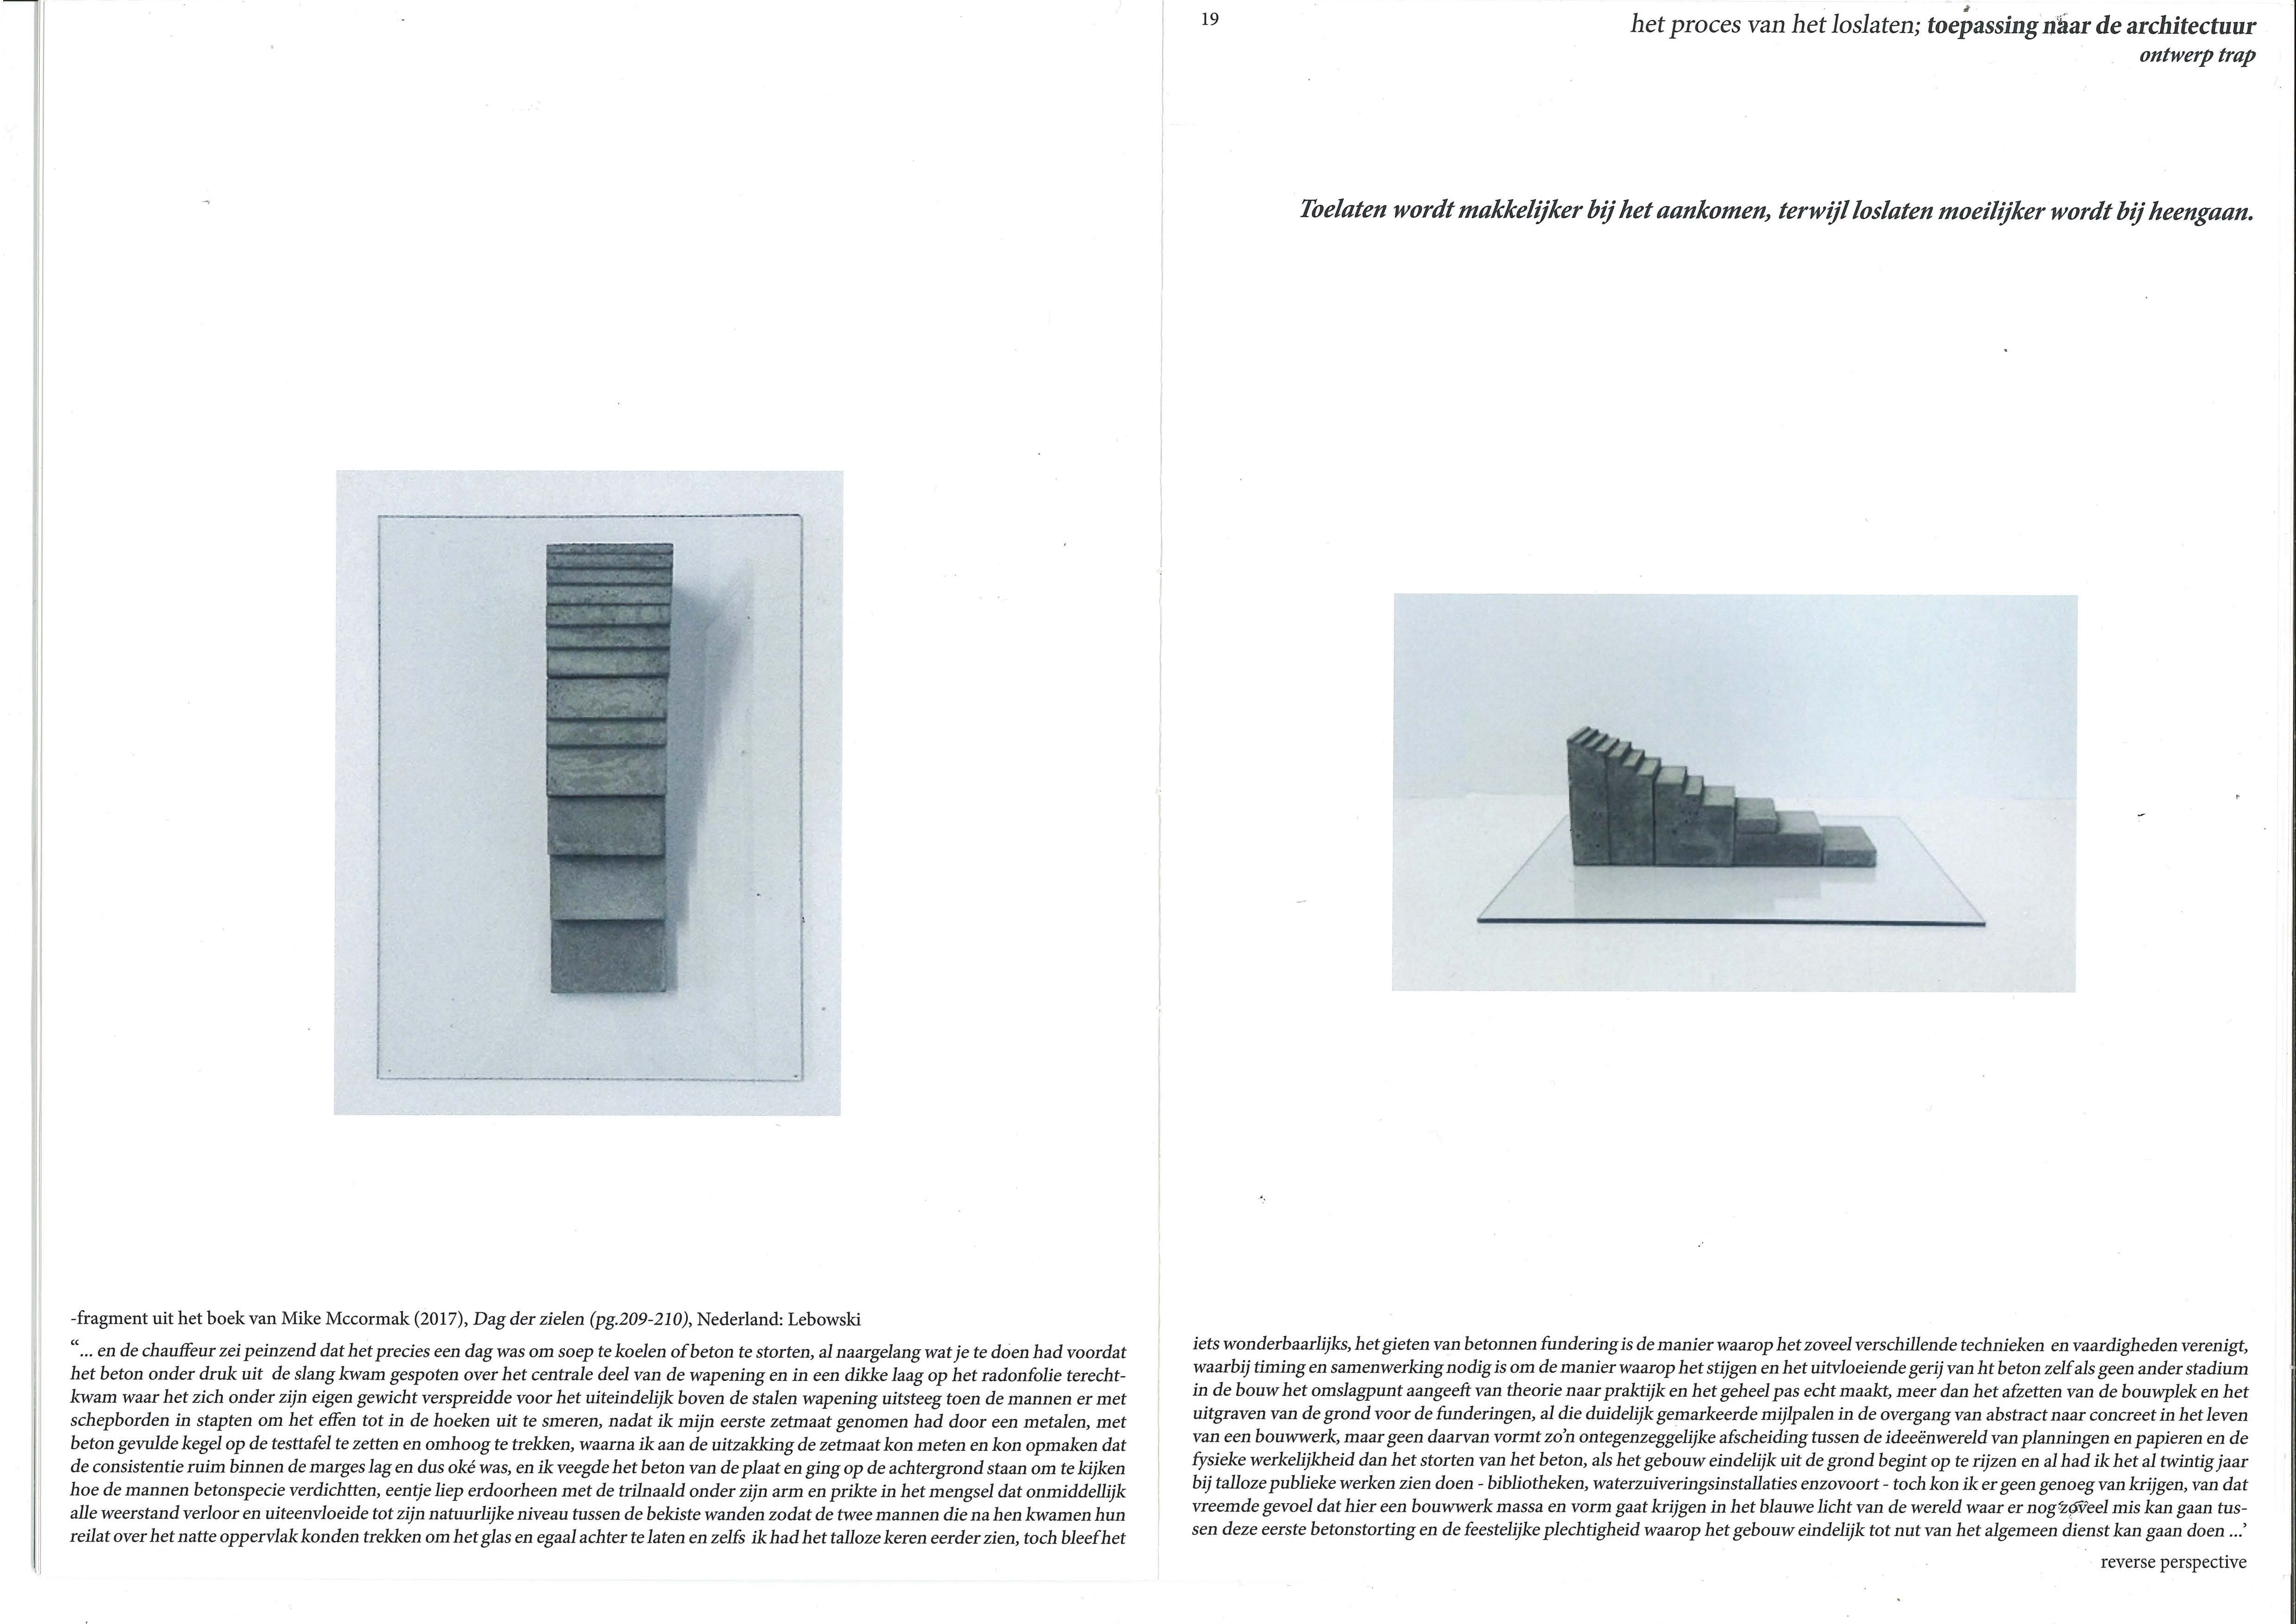 -fragment uit het boek van Mike Mccormak (2017), Dag der zielen (pg.209-210), Nederland: Lebowski
“... en de chauffeur zei peinzend dat het precies een dag was om soep te koelen of beton te storten, al naargelang wat je te doen had voordat
het beton onder druk uit de slang kwam gespoten over het centrale deel van de wapening en in een dikke laag op het radonfolie terecht-
kwam waar het zich onder zijn eigen gewicht verspreidde voor het uiteindelijk boven de stalen wapening uitsteeg toen de mannen er met
schepborden in stapten om het effen tot in de hoeken uit te smeren, nadat ik mijn eerste zetmaat genomen had door een metalen, met
beton gevulde kegel op de testtafel te zetten en omhoog te trekken, waarna ik aan de uitzakking de zetmaat kon meten en kon opmaken dat
de consistentie ruim binnen de marges lag en dus oké was, en ik veegde het beton van de plaat en ging op de achtergrond staan om te kijken
hoe de mannen betonspecie verdichtten, eentje liep erdoorheen met de trilnaald onder zijn arm en prikte in het mengsel dat onmiddellijk
alle weerstand verloor en uiteenvloeide tot zijn natuurlijke niveau tussen de bekiste wanden zodat de twee mannen die na hen kwamen hun
reilat over het natte oppervlak konden trekken om het glas en egaal achter te laten en zelfs ik had het talloze keren eerder zien, toch bleef het
19
het proces van het loslaten; toepassing naar de architectuur
ontwerp trap
Toelaten wordt makkelijker bij het aankomen, terwijl loslaten moeilijker wordt bij heengaan.
iets wonderbaarlijks, het gieten van betonnen fundering is de manier waarop het zoveel verschillende technieken en vaardigheden verenigt,
waarbij timing en samenwerking nodig is om de manier waarop het stijgen en het uitvloeiende gerij van ht beton zelf als geen ander stadium
in de bouw het omslagpunt aangeeft van theorie naar praktijk en het geheel pas echt maakt, meer dan het afzetten van de bouwplek en het
uitgraven van de grond voor de funderingen, al die duidelijk gemarkeerde mijlpalen in de overgang van abstract naar concreet in het leven
van een bouwwerk, maar geen daarvan vormt zo’n ontegenzeggelijke afscheiding tussen de ideeënwereld van planningen en papieren en de
fysieke werkelijkheid dan het storten van het beton, als het gebouw eindelijk uit de grond begint op te rijzen en al had ik het al twintig jaar
bij talloze publieke werken zien doen - bibliotheken, waterzuiveringsinstallaties enzovoort - toch kon ik er geen genoeg van krijgen, van dat
vreemde gevoel dat hier een bouwwerk massa en vorm gaat krijgen in het blauwe licht van de wereld waar er nog zoveel mis kan gaan tus-
sen deze eerste betonstorting en de feestelijke plechtigheid waarop het gebouw eindelijk tot nut van het algemeen dienst kan gaan doen ...’
reverse perspective